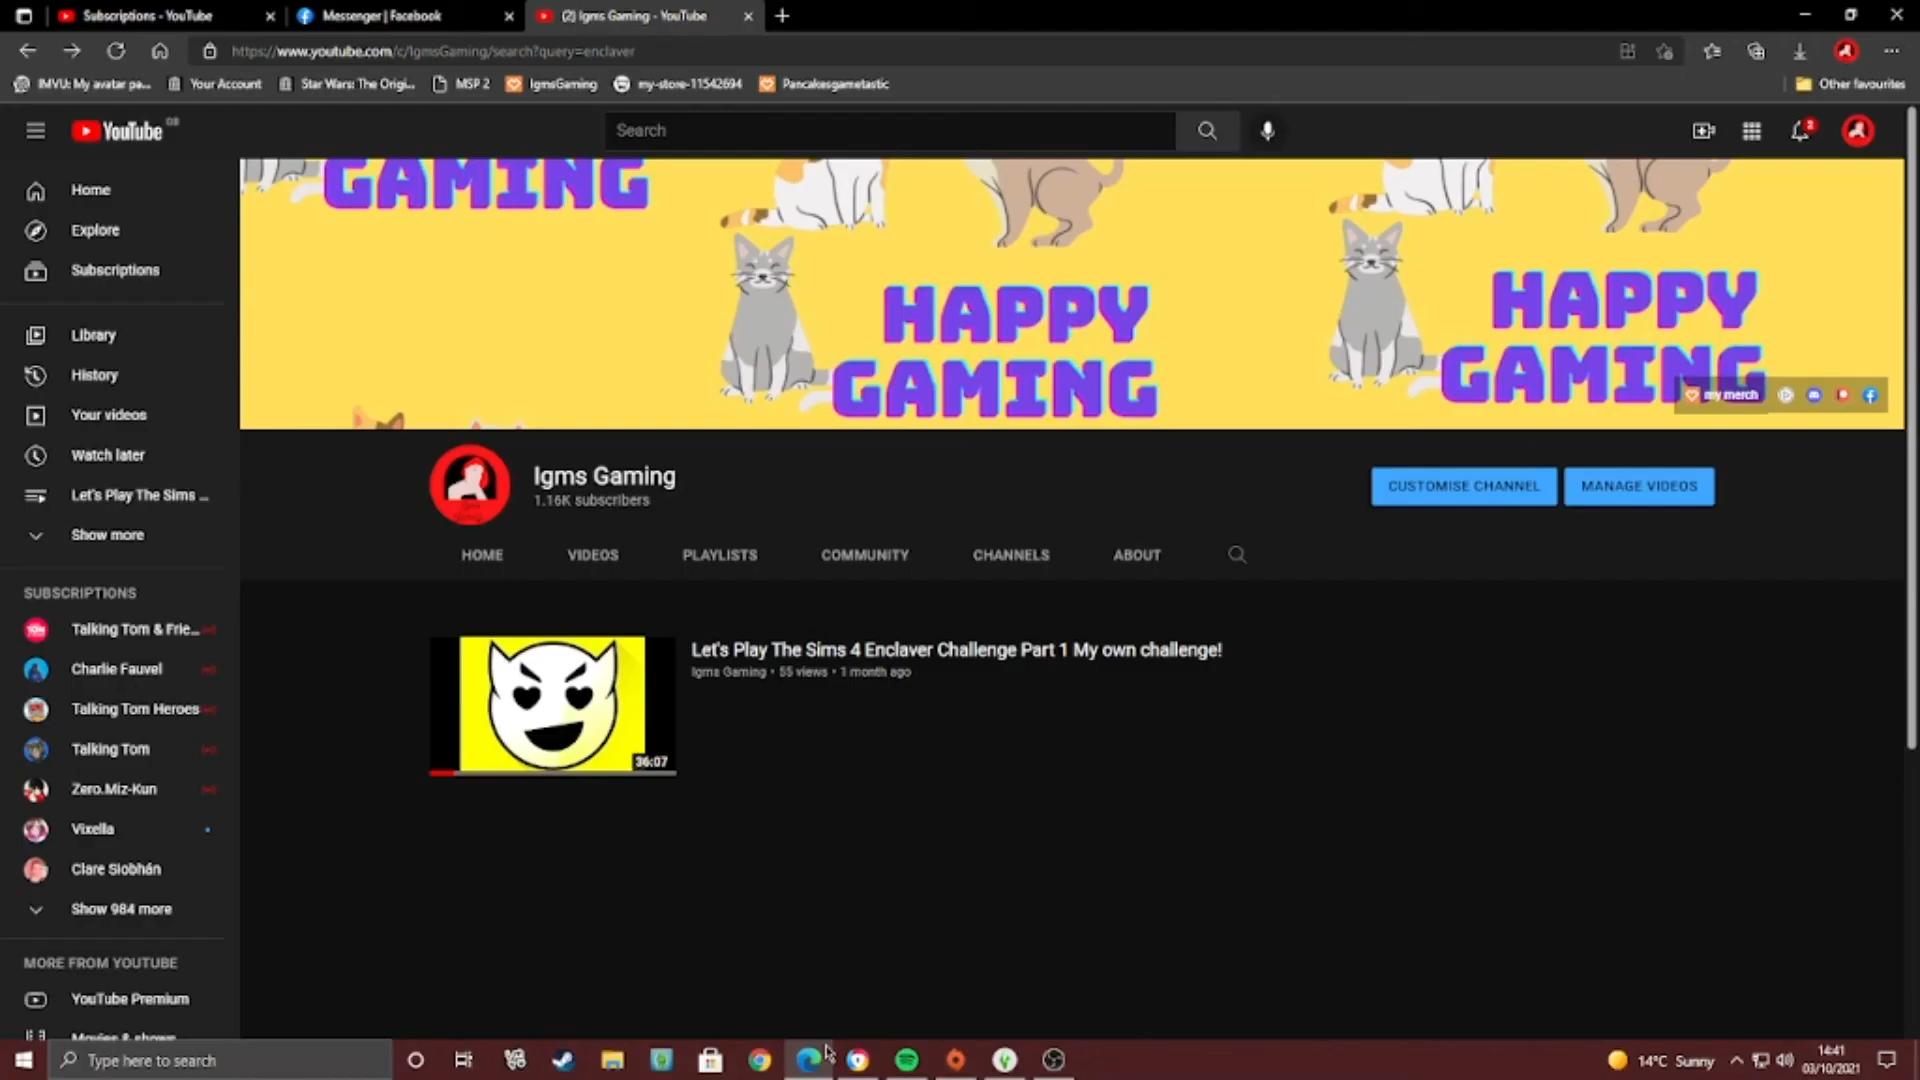 Subscriptions - YouTube
Messenger | Facebook
(2) Igms Gaming - YouTube
https://www.youtube.com/c/IgmsGaming/search?query=enclaver
IMVU: My avatar pa...
Your Account
Star Wars: The Origi...
MSP 2
IgmsGaming
my-store-11542694
Pancakesgametastic
Other favourites
YouTube GB
Search
2
Home
Explore
Subscriptions
Library
History
Your videos
Watch later
Let's Play The Sims ...
Show more
SUBSCRIPTIONS
Talking Tom & Frie...
Charlie Fauvel
Talking Tom Heroes
Talking Tom
Zero.Miz-Kun
Vixella
Clare Siobhán
Show 984 more
MORE FROM YOUTUBE
YouTube Premium
Movies & shows
GAMING
HAPPY
GAMING
HAPPY
GAMING
my merch
Igms Gaming
1.16K subscribers
CUSTOMISE CHANNEL
MANAGE VIDEOS
HOME
VIDEOS
PLAYLISTS
COMMUNITY
CHANNELS
ABOUT
36:07
Let's Play The Sims 4 Enclaver Challenge Part 1 My own challenge!
Igms Gaming • 55 views • 1 month ago
Type here to search
14°C Sunny
14:41
03/10/2021